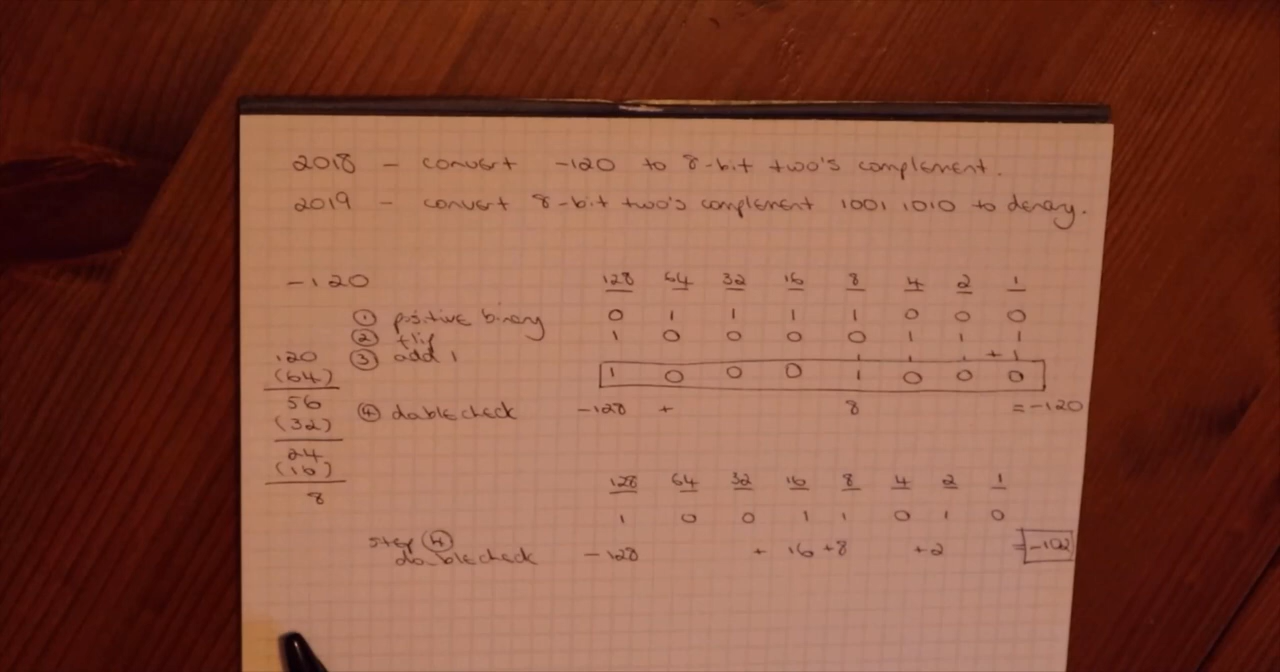 2018 - convert -120 to 8-bit two's complement.
2019 - convert 8-bit two's complement 1001 1010 to denary.
-120 128 64 32 16 8 4 2 1
① positive binary 0 1 1 1 1 0 0 0
② flip 1 0 0 0 0 1 1 1
120 ③ add 1 1 1 1 + 1
(64) 1 0 0 0 1 0 0 0
56 ④ doublecheck -128 + 8 = -120
(32)
24
(16) 128 64 32 16 8 4 2 1
8
1 0 0 1 1 0 1 0
step ④
doublecheck -128 + 16 +8 +2 = -102